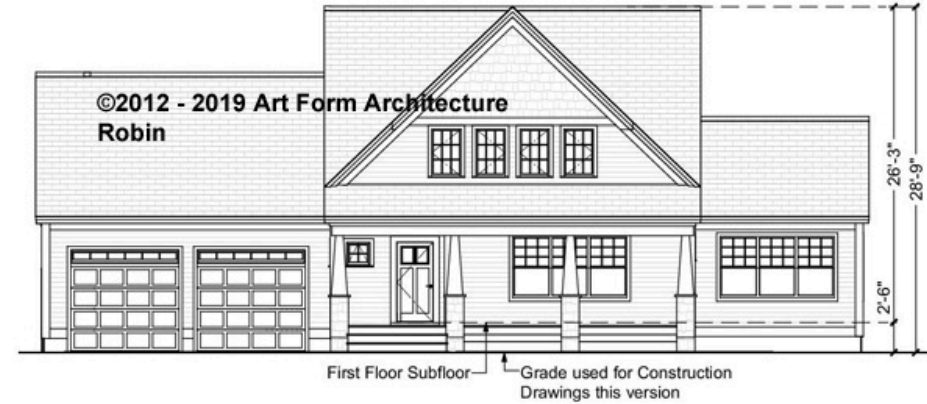 ©2012 - 2019 Art Form Architecture
Robin
26'-3"
28'-9"
2'-6"
First Floor Subfloor
Grade used for Construction
Drawings this version